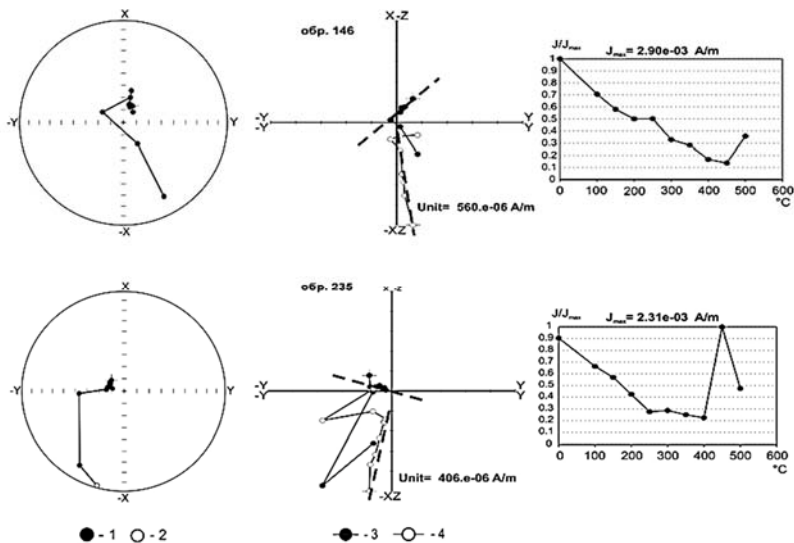 X
-Y
Y
-X
обр. 146
X -Z
-Y
-Y
Y
Y
-XZ
Unit= 560.e-06 A/m
J/Jmax
Jmax= 2.90e-03 A/m
1
0.9
0.8
0.7
0.6
0.5
0.4
0.3
0.2
0.1
0
0 100 200 300 400 500 600
°C
X
-Y
Y
-X
обр. 235
x -z
-Y
-Y
Y
Y
-XZ
Unit= 406.e-06 A/m
J/Jmax
Jmax= 2.31e-03 A/m
1
0.9
0.8
0.7
0.6
0.5
0.4
0.3
0.2
0.1
0
0 100 200 300 400 500 600
°C
- 1 - 2 - 3 - 4